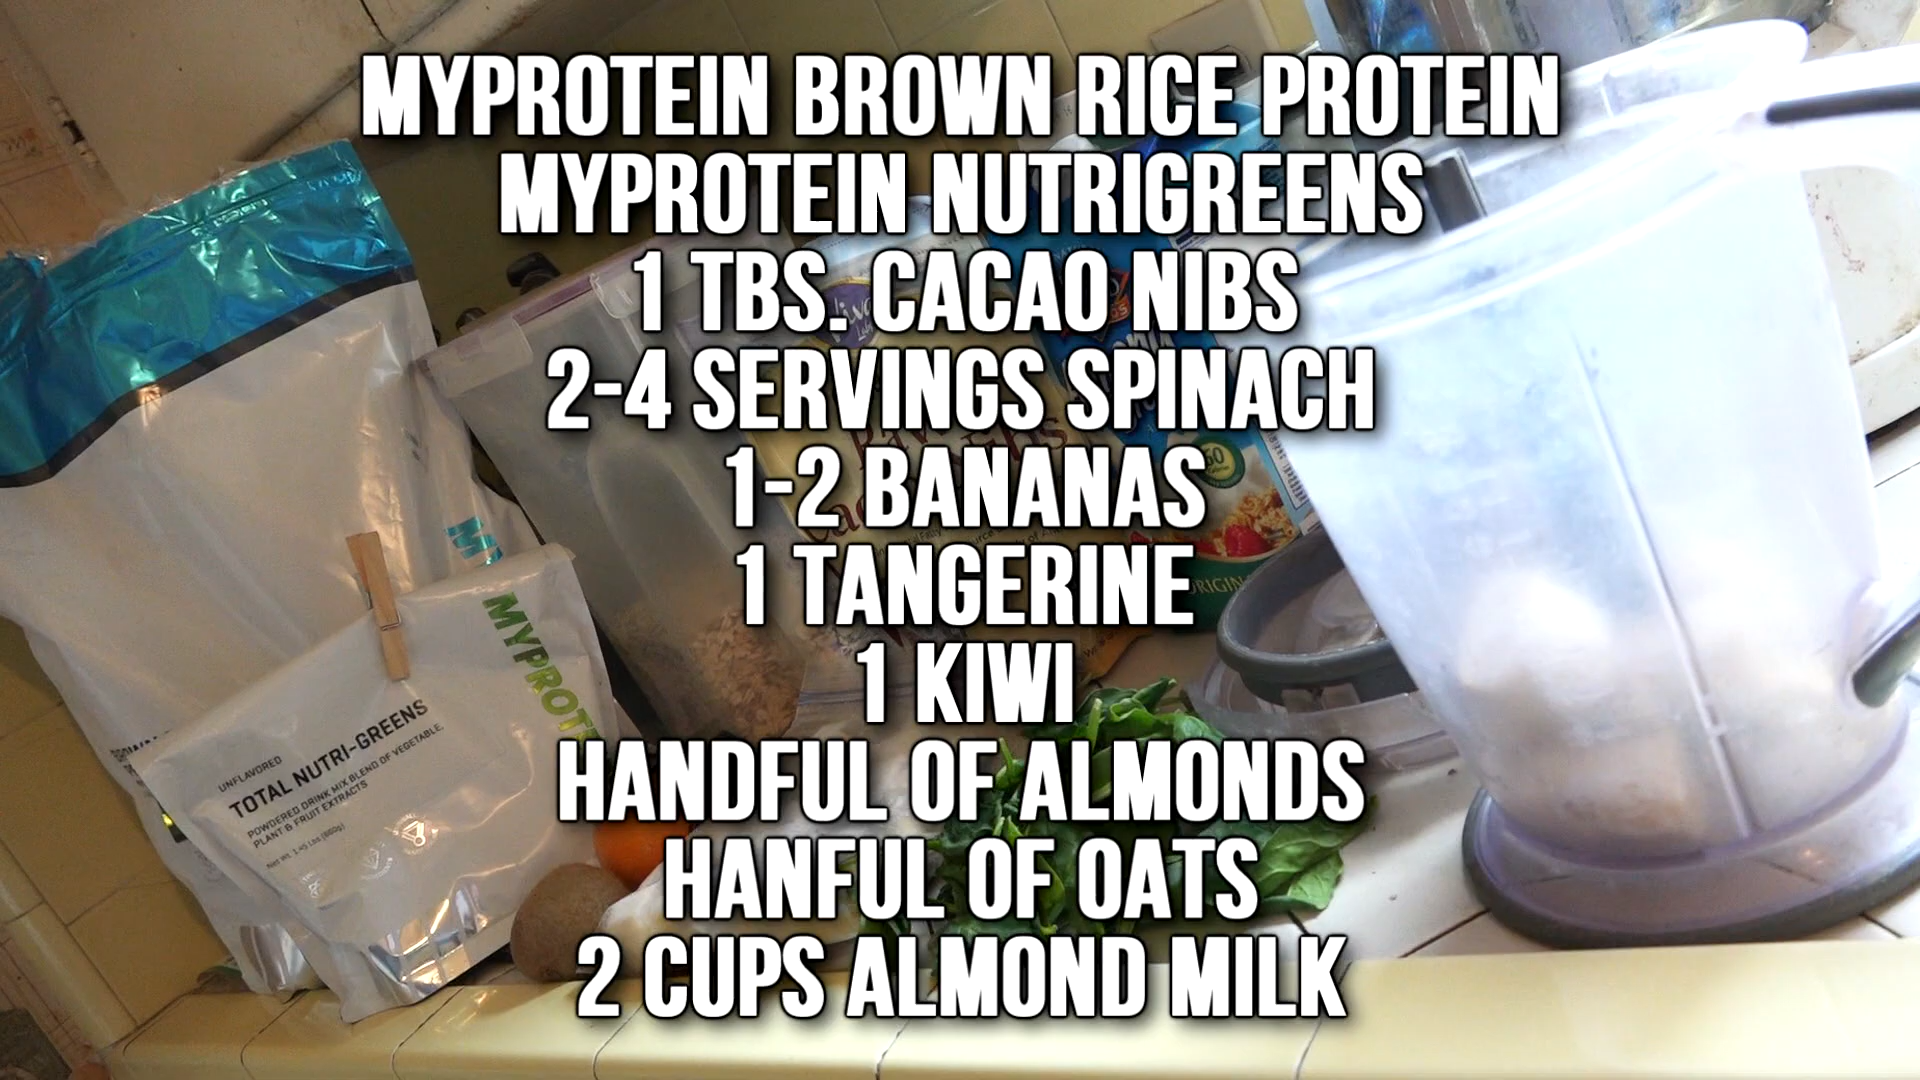 MYPROTEIN BROWN RICE PROTEIN
MYPROTEIN NUTRIGREENS
1 TBS. CACAO NIBS
2-4 SERVINGS SPINACH
1-2 BANANAS
1 TANGERINE
1 KIWI
HANDFUL OF ALMONDS
HANFUL OF OATS
2 CUPS ALMOND MILK
MYPROT
UNFLAVORED
TOTAL NUTRI-GREENS
POWDERED DRINK MIX BLEND OF VEGETABLE,
PLANT & FRUIT EXTRACTS